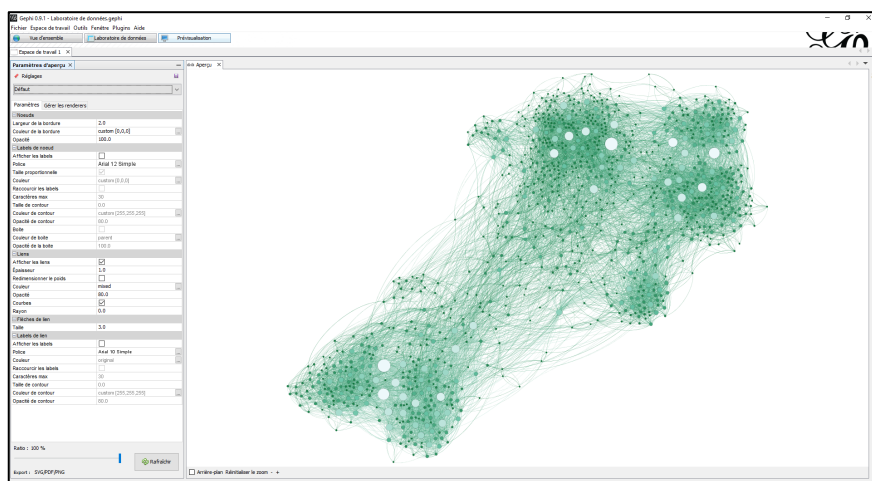 Gephi 0.9.1 - Laboratoire de données.gephi
Fichier Espace de travail Outils Fenêtre Plugins Aide
Vue d'ensemble Laboratoire de données Prévisualisation
Espace de travail 1 ×
Paramètres d'aperçu × Aperçu ×
Réglages
Défaut
Paramètres Gérer les renderers
Noeuds
Largeur de la bordure 2.0
Couleur de la bordure custom [0,0,0] ...
Opacité 100.0
Labels de noeud
Afficher les labels
Police Arial 12 Simple ...
Taille proportionnelle
Couleur custom [0,0,0] ...
Raccourcir les labels
Caractères max 30
Taille de contour 0.0
Couleur de contour custom [255,255,255] ...
Opacité de contour 80.0
Boite
Couleur de boite parent ...
Opacité de la boite 100.0
Liens
Afficher les liens
Épaisseur 1.0
Redimensionner le poids
Couleur mixed ...
Opacité 80.0
Courbes
Rayon 0.0
Flèches de lien
Taille 3.0
Labels de lien
Afficher les labels
Police Arial 10 Simple ...
Couleur original ...
Raccourcir les labels
Caractères max 30
Taille de contour 0.0
Couleur de contour custom [255,255,255] ...
Opacité de contour 80.0
Ratio : 100 %
Rafraîchir
Export : SVG/PDF/PNG
Arrière-plan Réinitialiser le zoom - +